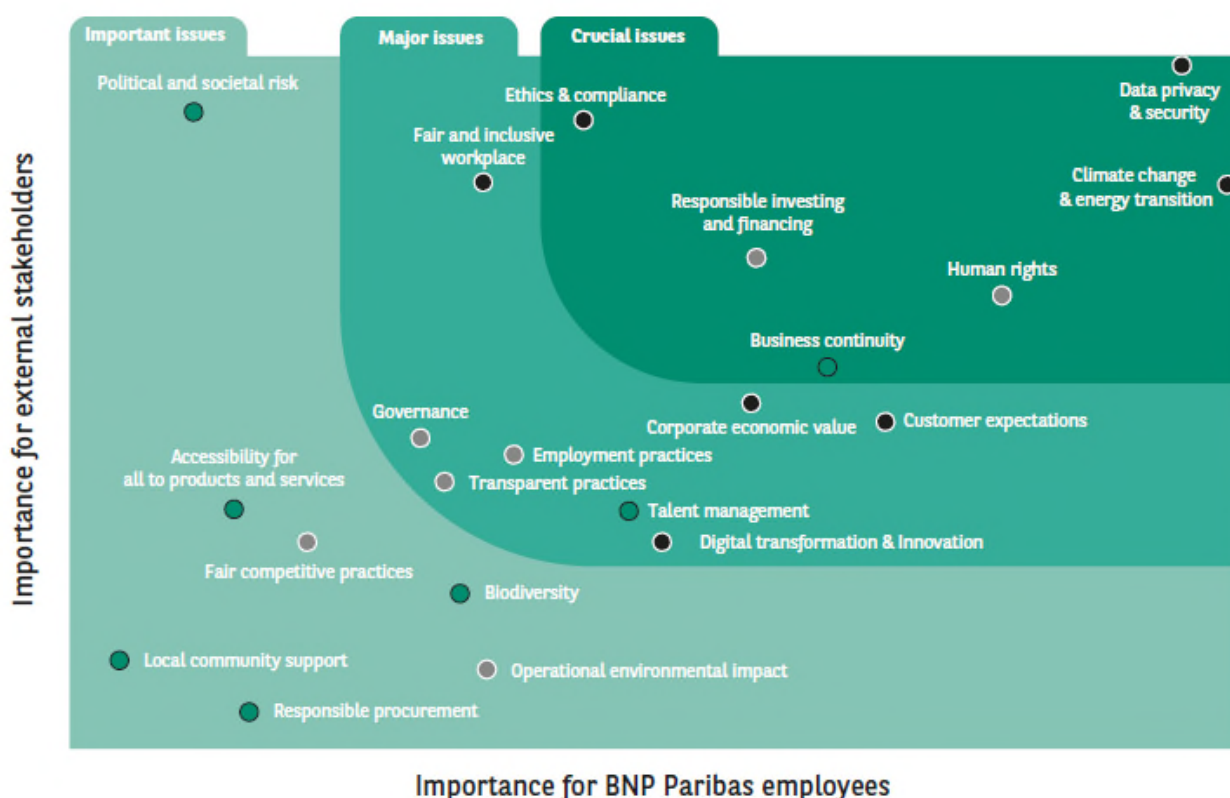 Important issues
Major issues
Crucial issues
Political and societal risk
Ethics & compliance
Data privacy
& security
Fair and inclusive
workplace
Climate change
& energy transition
Responsible investing
and financing
Human rights
Business continuity
Governance
Corporate economic value
Customer expectations
Accessibility for
all to products and services
Employment practices
Transparent practices
Talent management
Digital transformation & Innovation
Fair competitive practices
Biodiversity
Local community support
Operational environmental impact
Responsible procurement
Importance for external stakeholders
Importance for BNP Paribas employees